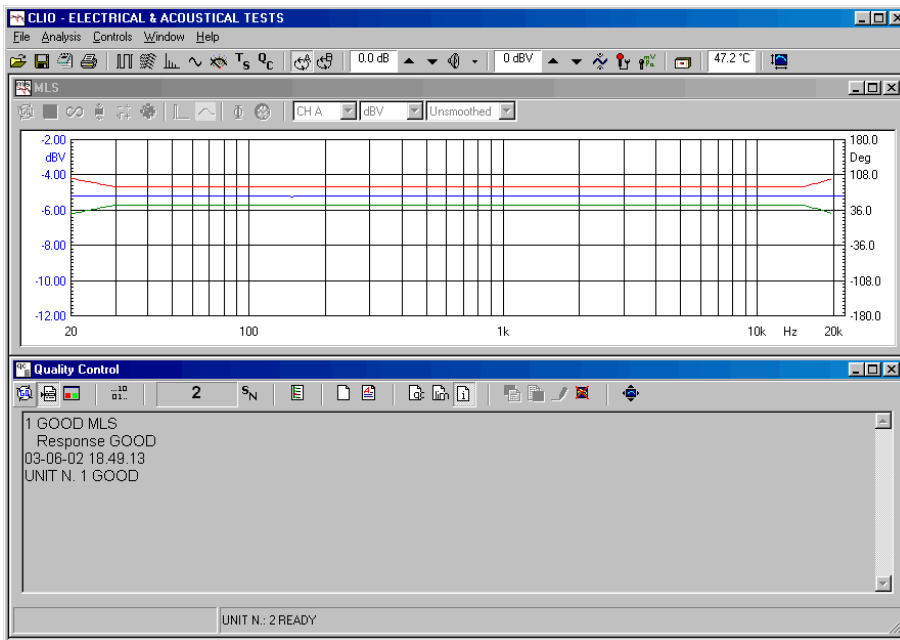 CLIO - ELECTRICAL & ACOUSTICAL TESTS
File Analysis Controls Window Help
TS QC 0.0 dB 0 dBV 47.2 °C
MLS
Φ CH A dBV Unsmoothed
-2.00 180.0
dBV Deg
-4.00 108.0
-6.00 36.0
-8.00 -36.0
-10.00 -108.0
-12.00 -180.0
20 100 1k 10k Hz 20k
Quality Control
2 SN
1 GOOD MLS
Response GOOD
03-06-02 18.49.13
UNIT N. 1 GOOD
UNIT N.: 2 READY